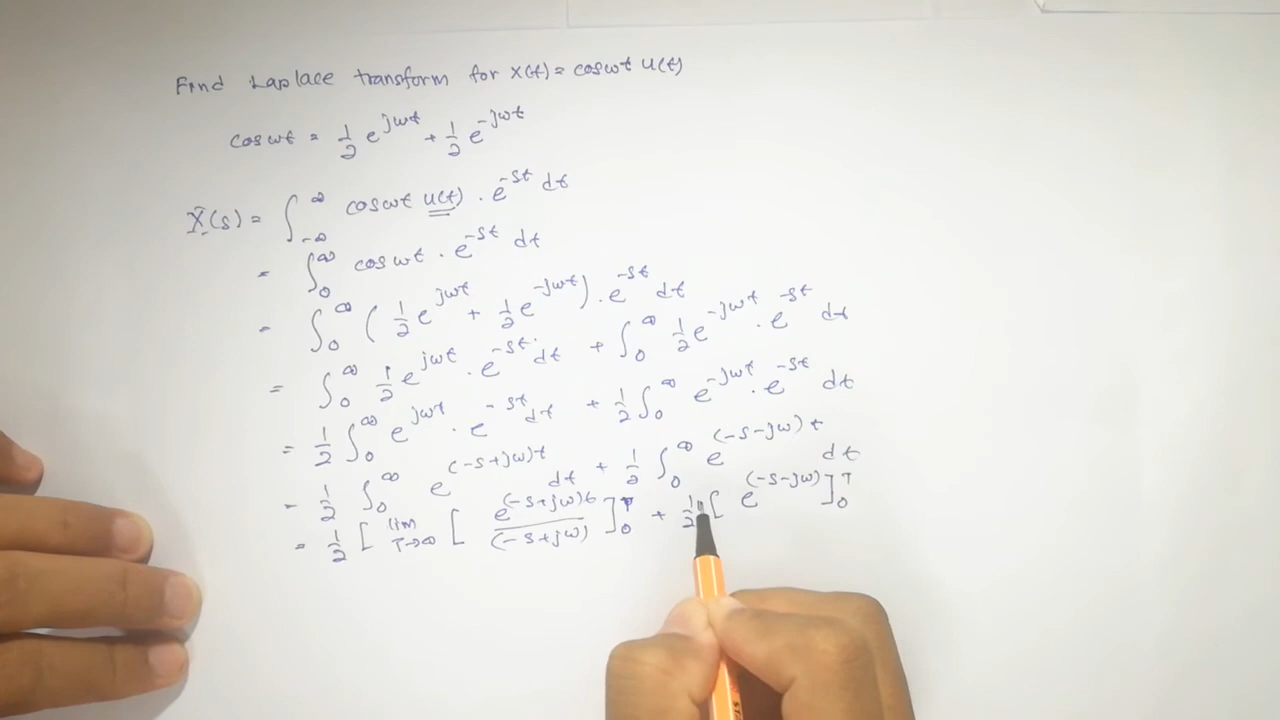 Find Laplace transform for x(t) = cosωt u(t)
cosωt = 1/2 e^{jωt} + 1/2 e^{-jωt}
X(s) = ∫_{-∞}^{∞} cosωt u(t) . e^{-st} dt
= ∫_0^∞ cosωt . e^{-st} dt
= ∫_0^∞ ( 1/2 e^{jωt} + 1/2 e^{-jωt} ) . e^{-st} dt
= ∫_0^∞ 1/2 e^{jωt} . e^{-st} dt + ∫_0^∞ 1/2 e^{-jωt} . e^{-st} dt
= 1/2 ∫_0^∞ e^{jωt} . e^{-st} dt + 1/2 ∫_0^∞ e^{-jωt} . e^{-st} dt
= 1/2 ∫_0^∞ e^{(-s+jω)t} dt + 1/2 ∫_0^∞ e^{(-s-jω)t} dt
= 1/2 [ lim_{T→∞} [ e^{(-s+jω)t} / (-s+jω) ]_0^T + 1/2 [ e^{(-s-jω)} ]_0^T